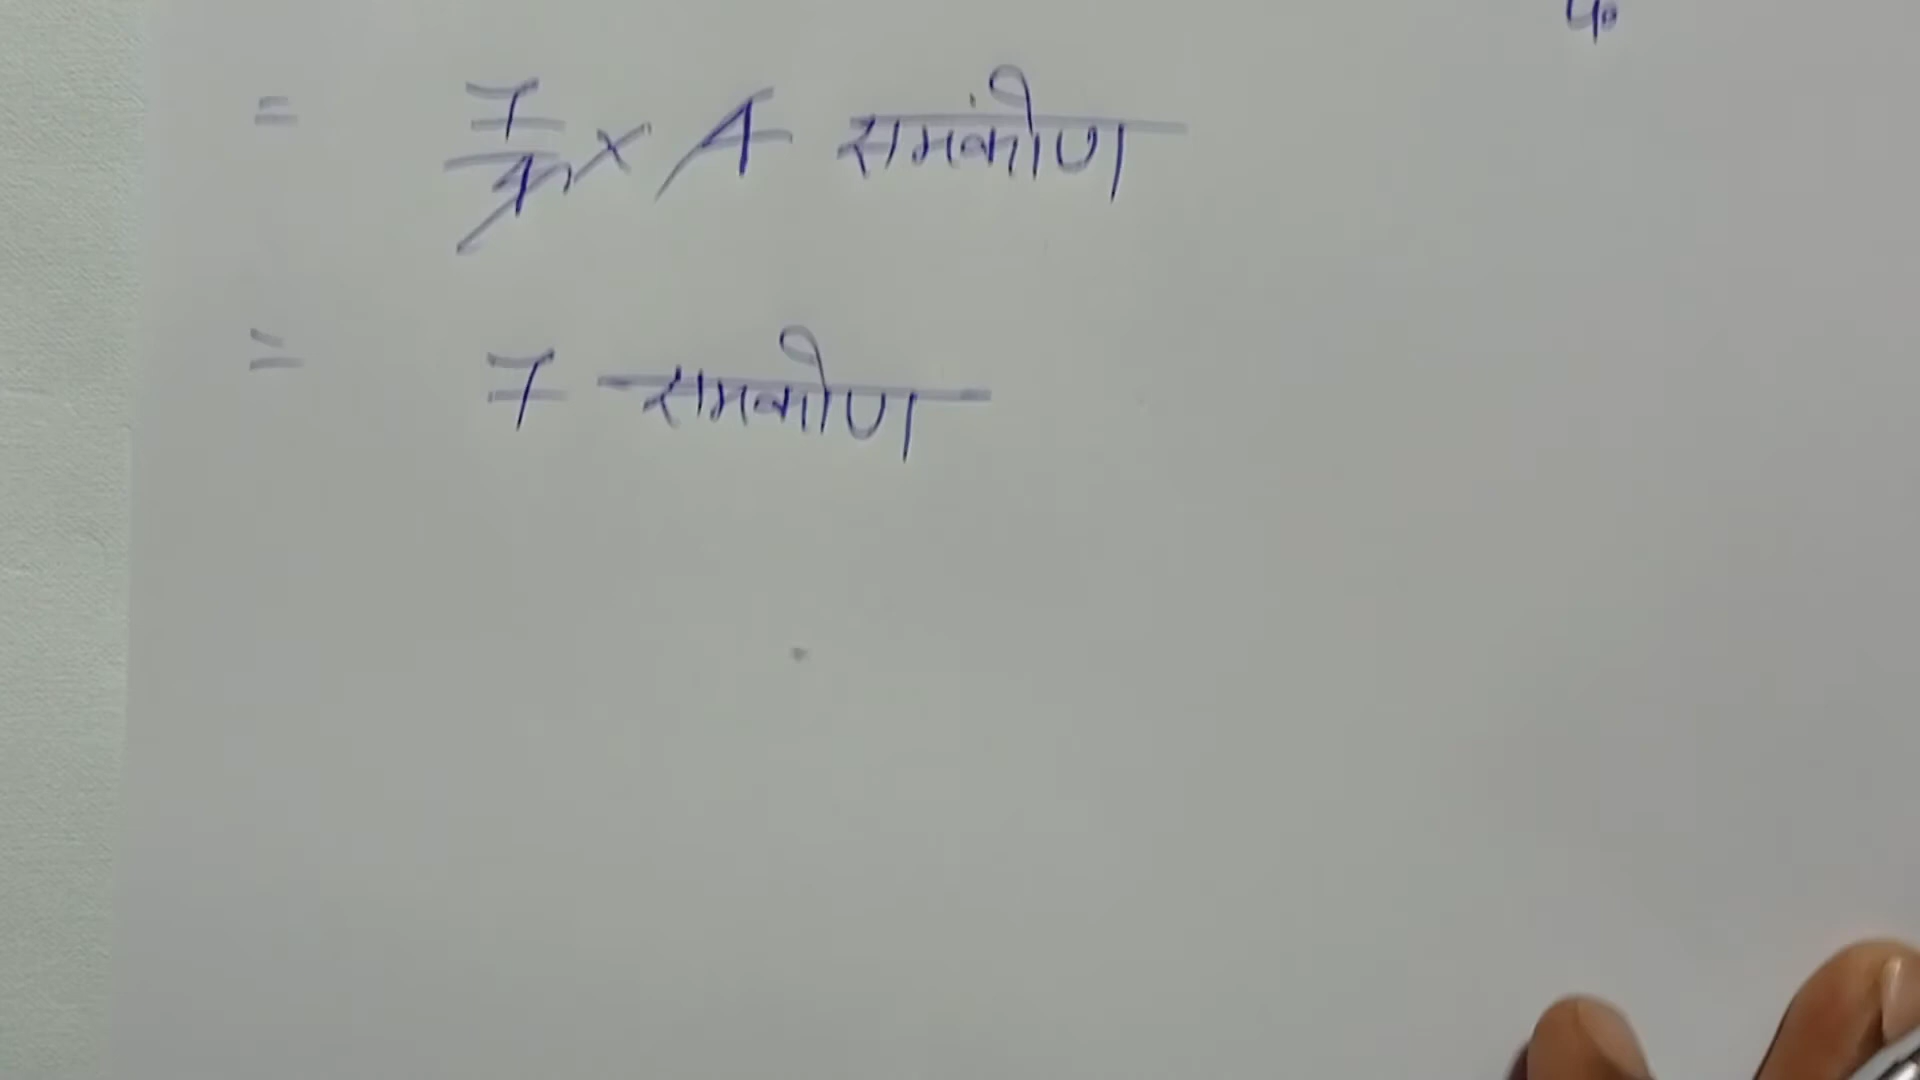 = 7/4 × 4 समकोण
= 7 समकोण